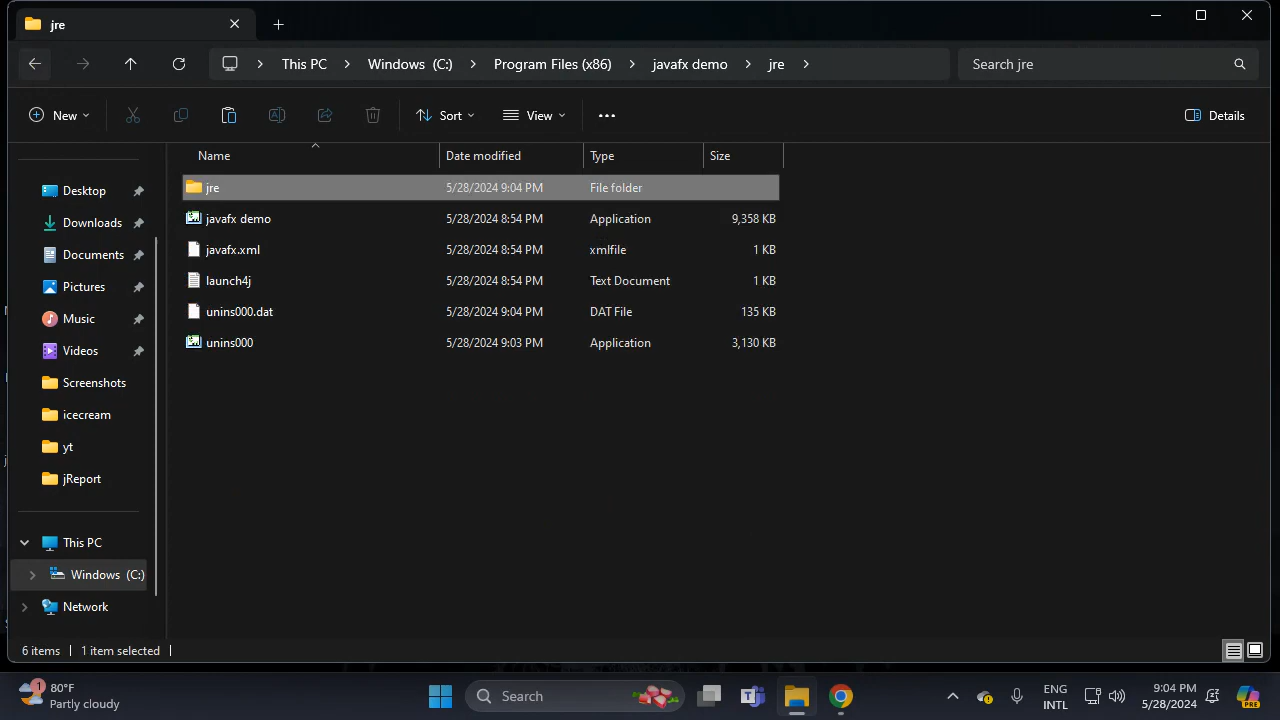 jre
This PC Windows (C:) Program Files (x86) javafx demo jre
Search jre
New Sort View Details
Name Date modified Type Size
jre 5/28/2024 9:04 PM File folder
javafx demo 5/28/2024 8:54 PM Application 9,358 KB
javafx.xml 5/28/2024 8:54 PM xmlfile 1 KB
launch4j 5/28/2024 8:54 PM Text Document 1 KB
unins000.dat 5/28/2024 9:04 PM DAT File 135 KB
unins000 5/28/2024 9:03 PM Application 3,130 KB
Desktop
Downloads
Documents
Pictures
Music
Videos
Screenshots
icecream
yt
jReport
This PC
Windows (C:)
Network
6 items 1 item selected
1
80°F
Partly cloudy
Search
ENG
INTL
9:04 PM
5/28/2024
PRE